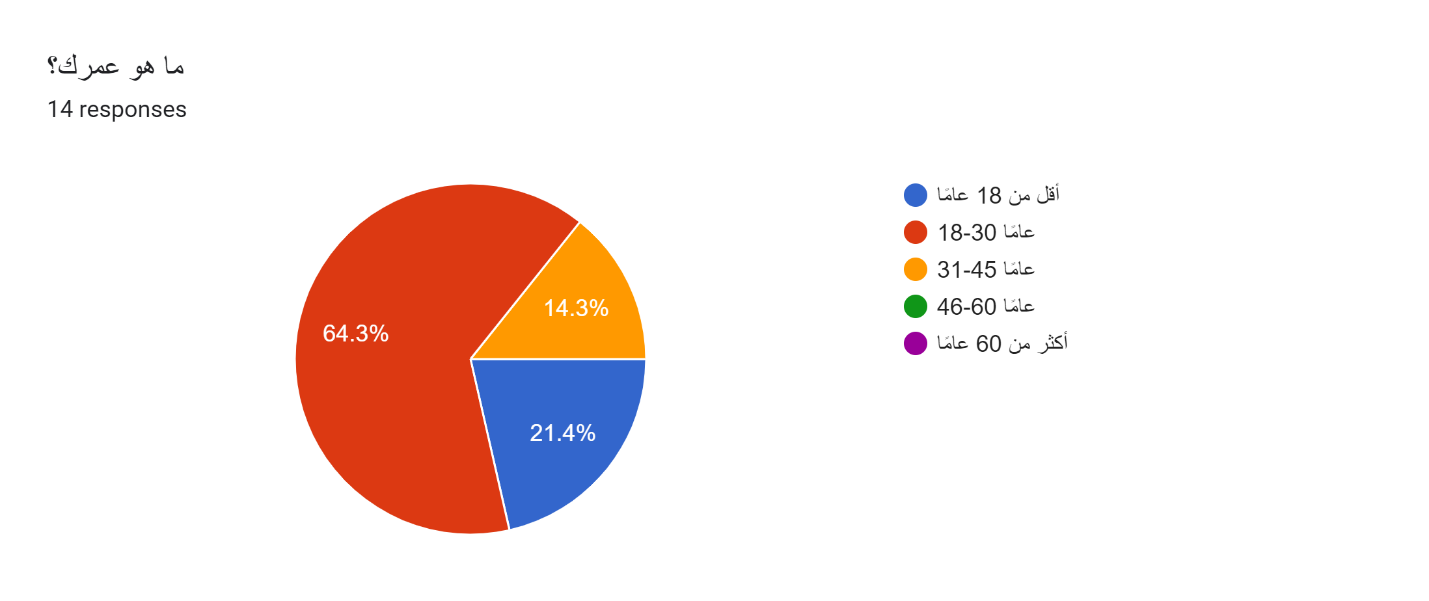 ما هو عمرك؟
14 responses
64.3%
14.3%
21.4%
أقل من 18 عامًا
18-30 عامًا
31-45 عامًا
46-60 عامًا
أكثر من 60 عامًا